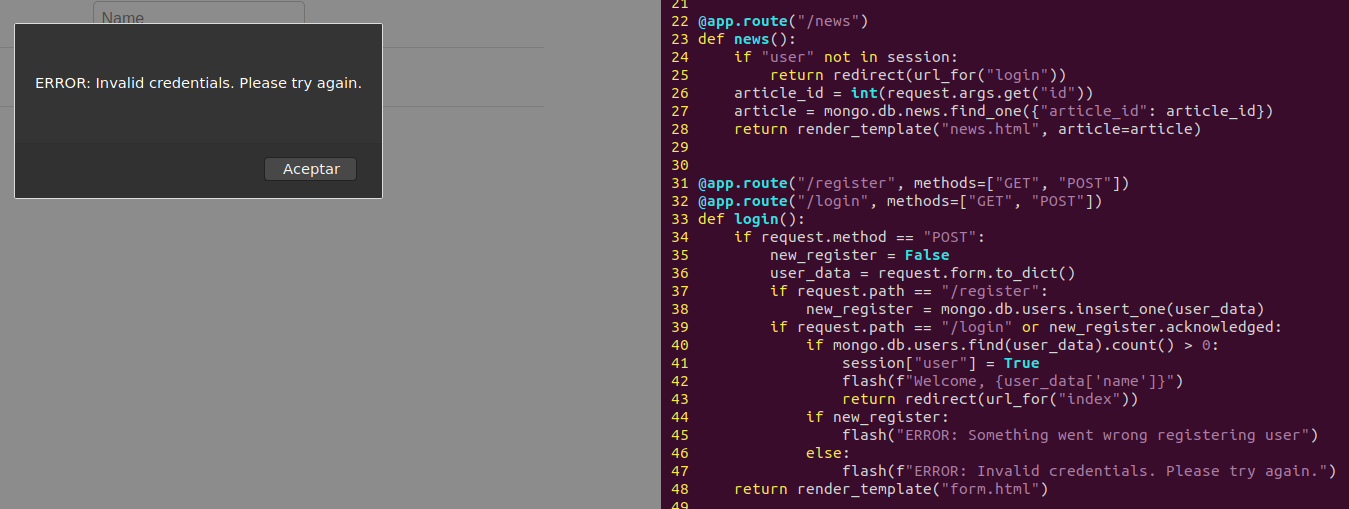 Name
ERROR: Invalid credentials. Please try again.
Aceptar
21
22 @app.route("/news")
23 def news():
24     if "user" not in session:
25         return redirect(url_for("login"))
26     article_id = int(request.args.get("id"))
27     article = mongo.db.news.find_one({"article_id": article_id})
28     return render_template("news.html", article=article)
29
30
31 @app.route("/register", methods=["GET", "POST"])
32 @app.route("/login", methods=["GET", "POST"])
33 def login():
34     if request.method == "POST":
35         new_register = False
36         user_data = request.form.to_dict()
37         if request.path == "/register":
38             new_register = mongo.db.users.insert_one(user_data)
39         if request.path == "/login" or new_register.acknowledged:
40             if mongo.db.users.find(user_data).count() > 0:
41                 session["user"] = True
42                 flash(f"Welcome, {user_data['name']}")
43                 return redirect(url_for("index"))
44             if new_register:
45                 flash("ERROR: Something went wrong registering user")
46             else:
47                 flash(f"ERROR: Invalid credentials. Please try again.")
48     return render_template("form.html")
49